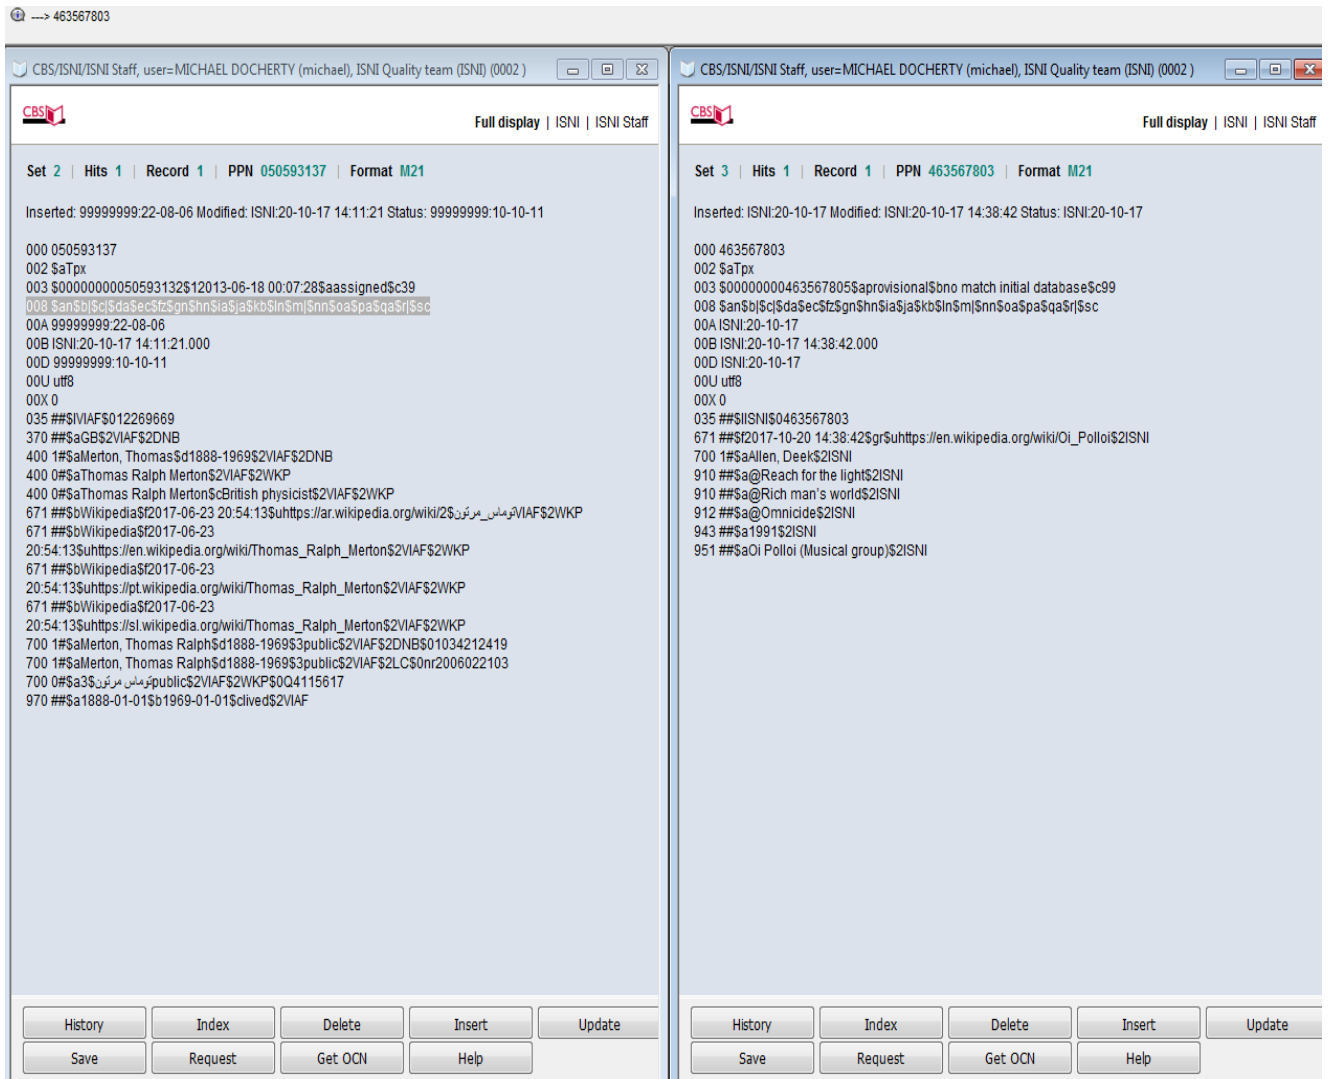 ---> 463567803
CBS/ISNI/ISNI Staff, user=MICHAEL DOCHERTY (michael), ISNI Quality team (ISNI) (0002 )
CBS
Full display | ISNI | ISNI Staff
Set 2 | Hits 1 | Record 1 | PPN 050593137 | Format M21
Inserted: 99999999:22-08-06 Modified: ISNI:20-10-17 14:11:21 Status: 99999999:10-10-11
000 050593137
002 $aTpx
003 $00000000050593132$12013-06-18 00:07:28$aassigned$c39
008 $an$b|$c|$da$ec$fz$gn$hn$ia$ja$kb$ln$m|$nn$oa$pa$qa$r|$sc
00A 99999999:22-08-06
00B ISNI:20-10-17 14:11:21.000
00D 99999999:10-10-11
00U utf8
00X 0
035 ##$IVIAF$012269669
370 ##$aGB$2VIAF$2DNB
400 1#$aMerton, Thomas$d1888-1969$2VIAF$2DNB
400 0#$aThomas Ralph Merton$2VIAF$2WKP
400 0#$aThomas Ralph Merton$cBritish physicist$2VIAF$2WKP
671 ##$bWikipedia$f2017-06-23 20:54:13$uhttps://ar.wikipedia.org/wiki/توماس_مرتون$2VIAF$2WKP
671 ##$bWikipedia$f2017-06-23
20:54:13$uhttps://en.wikipedia.org/wiki/Thomas_Ralph_Merton$2VIAF$2WKP
671 ##$bWikipedia$f2017-06-23
20:54:13$uhttps://pt.wikipedia.org/wiki/Thomas_Ralph_Merton$2VIAF$2WKP
671 ##$bWikipedia$f2017-06-23
20:54:13$uhttps://sl.wikipedia.org/wiki/Thomas_Ralph_Merton$2VIAF$2WKP
700 1#$aMerton, Thomas Ralph$d1888-1969$3public$2VIAF$2DNB$01034212419
700 1#$aMerton, Thomas Ralph$d1888-1969$3public$2VIAF$2LC$0nr2006022103
700 0#$aتوماس مرتون$3public$2VIAF$2WKP$0Q4115617
970 ##$a1888-01-01$b1969-01-01$clived$2VIAF
History Index Delete Insert Update
Save Request Get OCN Help
CBS/ISNI/ISNI Staff, user=MICHAEL DOCHERTY (michael), ISNI Quality team (ISNI) (0002 )
CBS
Full display | ISNI | ISNI Staff
Set 3 | Hits 1 | Record 1 | PPN 463567803 | Format M21
Inserted: ISNI:20-10-17 Modified: ISNI:20-10-17 14:38:42 Status: ISNI:20-10-17
000 463567803
002 $aTpx
003 $00000000463567805$aprovisional$bno match initial database$c99
008 $an$b|$c|$da$ec$fz$gn$hn$ia$ja$kb$ln$m|$nn$oa$pa$qa$r|$sc
00A ISNI:20-10-17
00B ISNI:20-10-17 14:38:42.000
00D ISNI:20-10-17
00U utf8
00X 0
035 ##$IISNI$0463567803
671 ##$f2017-10-20 14:38:42$gr$uhttps://en.wikipedia.org/wiki/Oi_Polloi$2ISNI
700 1#$aAllen, Deek$2ISNI
910 ##$a@Reach for the light$2ISNI
910 ##$a@Rich man's world$2ISNI
912 ##$a@Omnicide$2ISNI
943 ##$a1991$2ISNI
951 ##$aOi Polloi (Musical group)$2ISNI
History Index Delete Insert Update
Save Request Get OCN Help